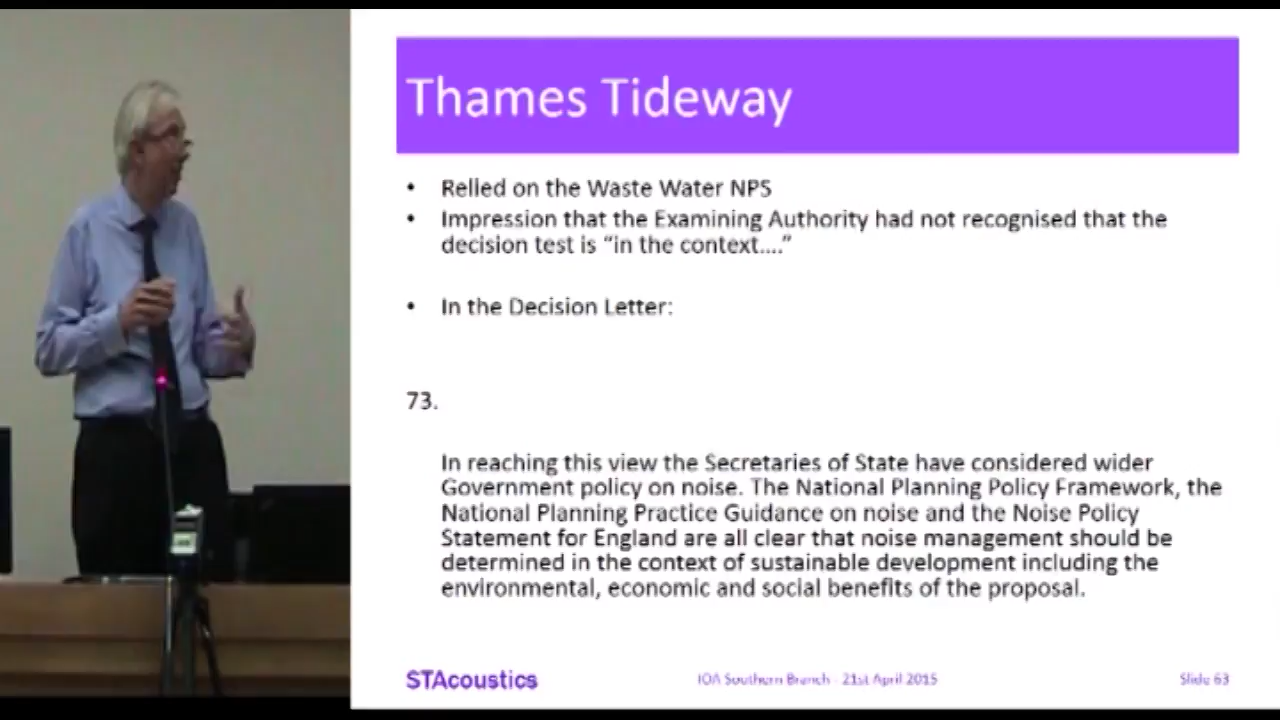 Thames Tideway
• Relied on the Waste Water NPS
• Impression that the Examining Authority had not recognised that the
decision test is “in the context....”
• In the Decision Letter:
73.
In reaching this view the Secretaries of State have considered wider
Government policy on noise. The National Planning Policy Framework, the
National Planning Practice Guidance on noise and the Noise Policy
Statement for England are all clear that noise management should be
determined in the context of sustainable development including the
environmental, economic and social benefits of the proposal.
STAcoustics
IOA Southern Branch - 21st April 2015
Slide 63